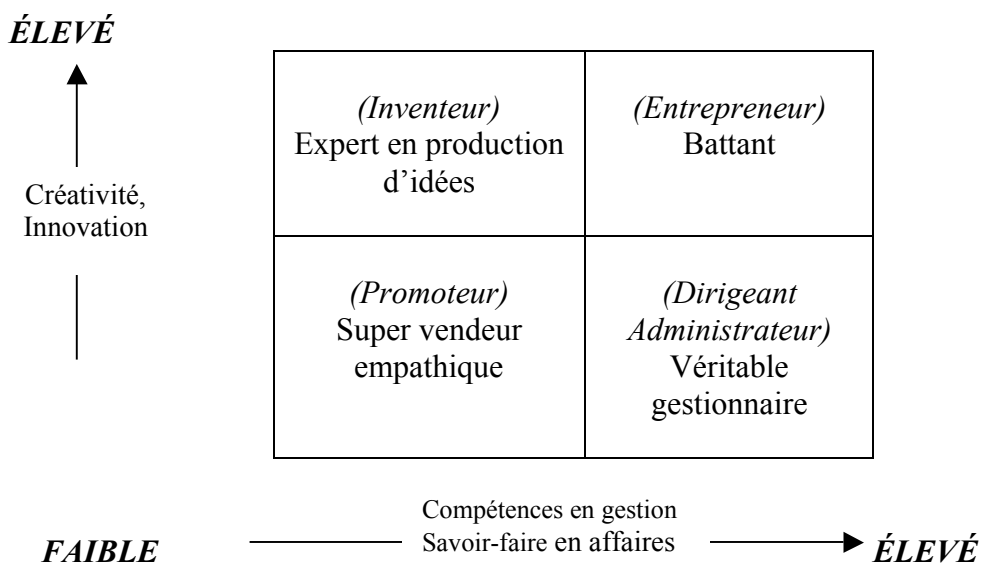 ÉLEVÉ
Créativité,
Innovation
(Inventeur)
Expert en production
d’idées
(Entrepreneur)
Battant
(Promoteur)
Super vendeur
empathique
(Dirigeant
Administrateur)
Véritable
gestionnaire
Compétences en gestion
Savoir-faire en affaires
FAIBLE
ÉLEVÉ